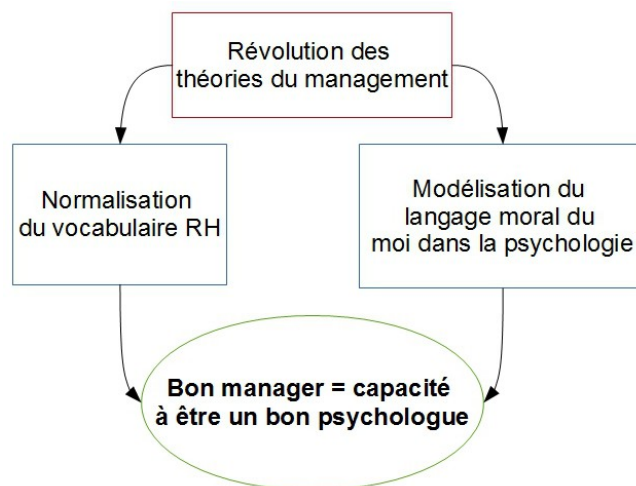 Révolution des
théories du management
Normalisation
du vocabulaire RH
Modélisation du
langage moral du
moi dans la psychologie
Bon manager = capacité
à être un bon psychologue